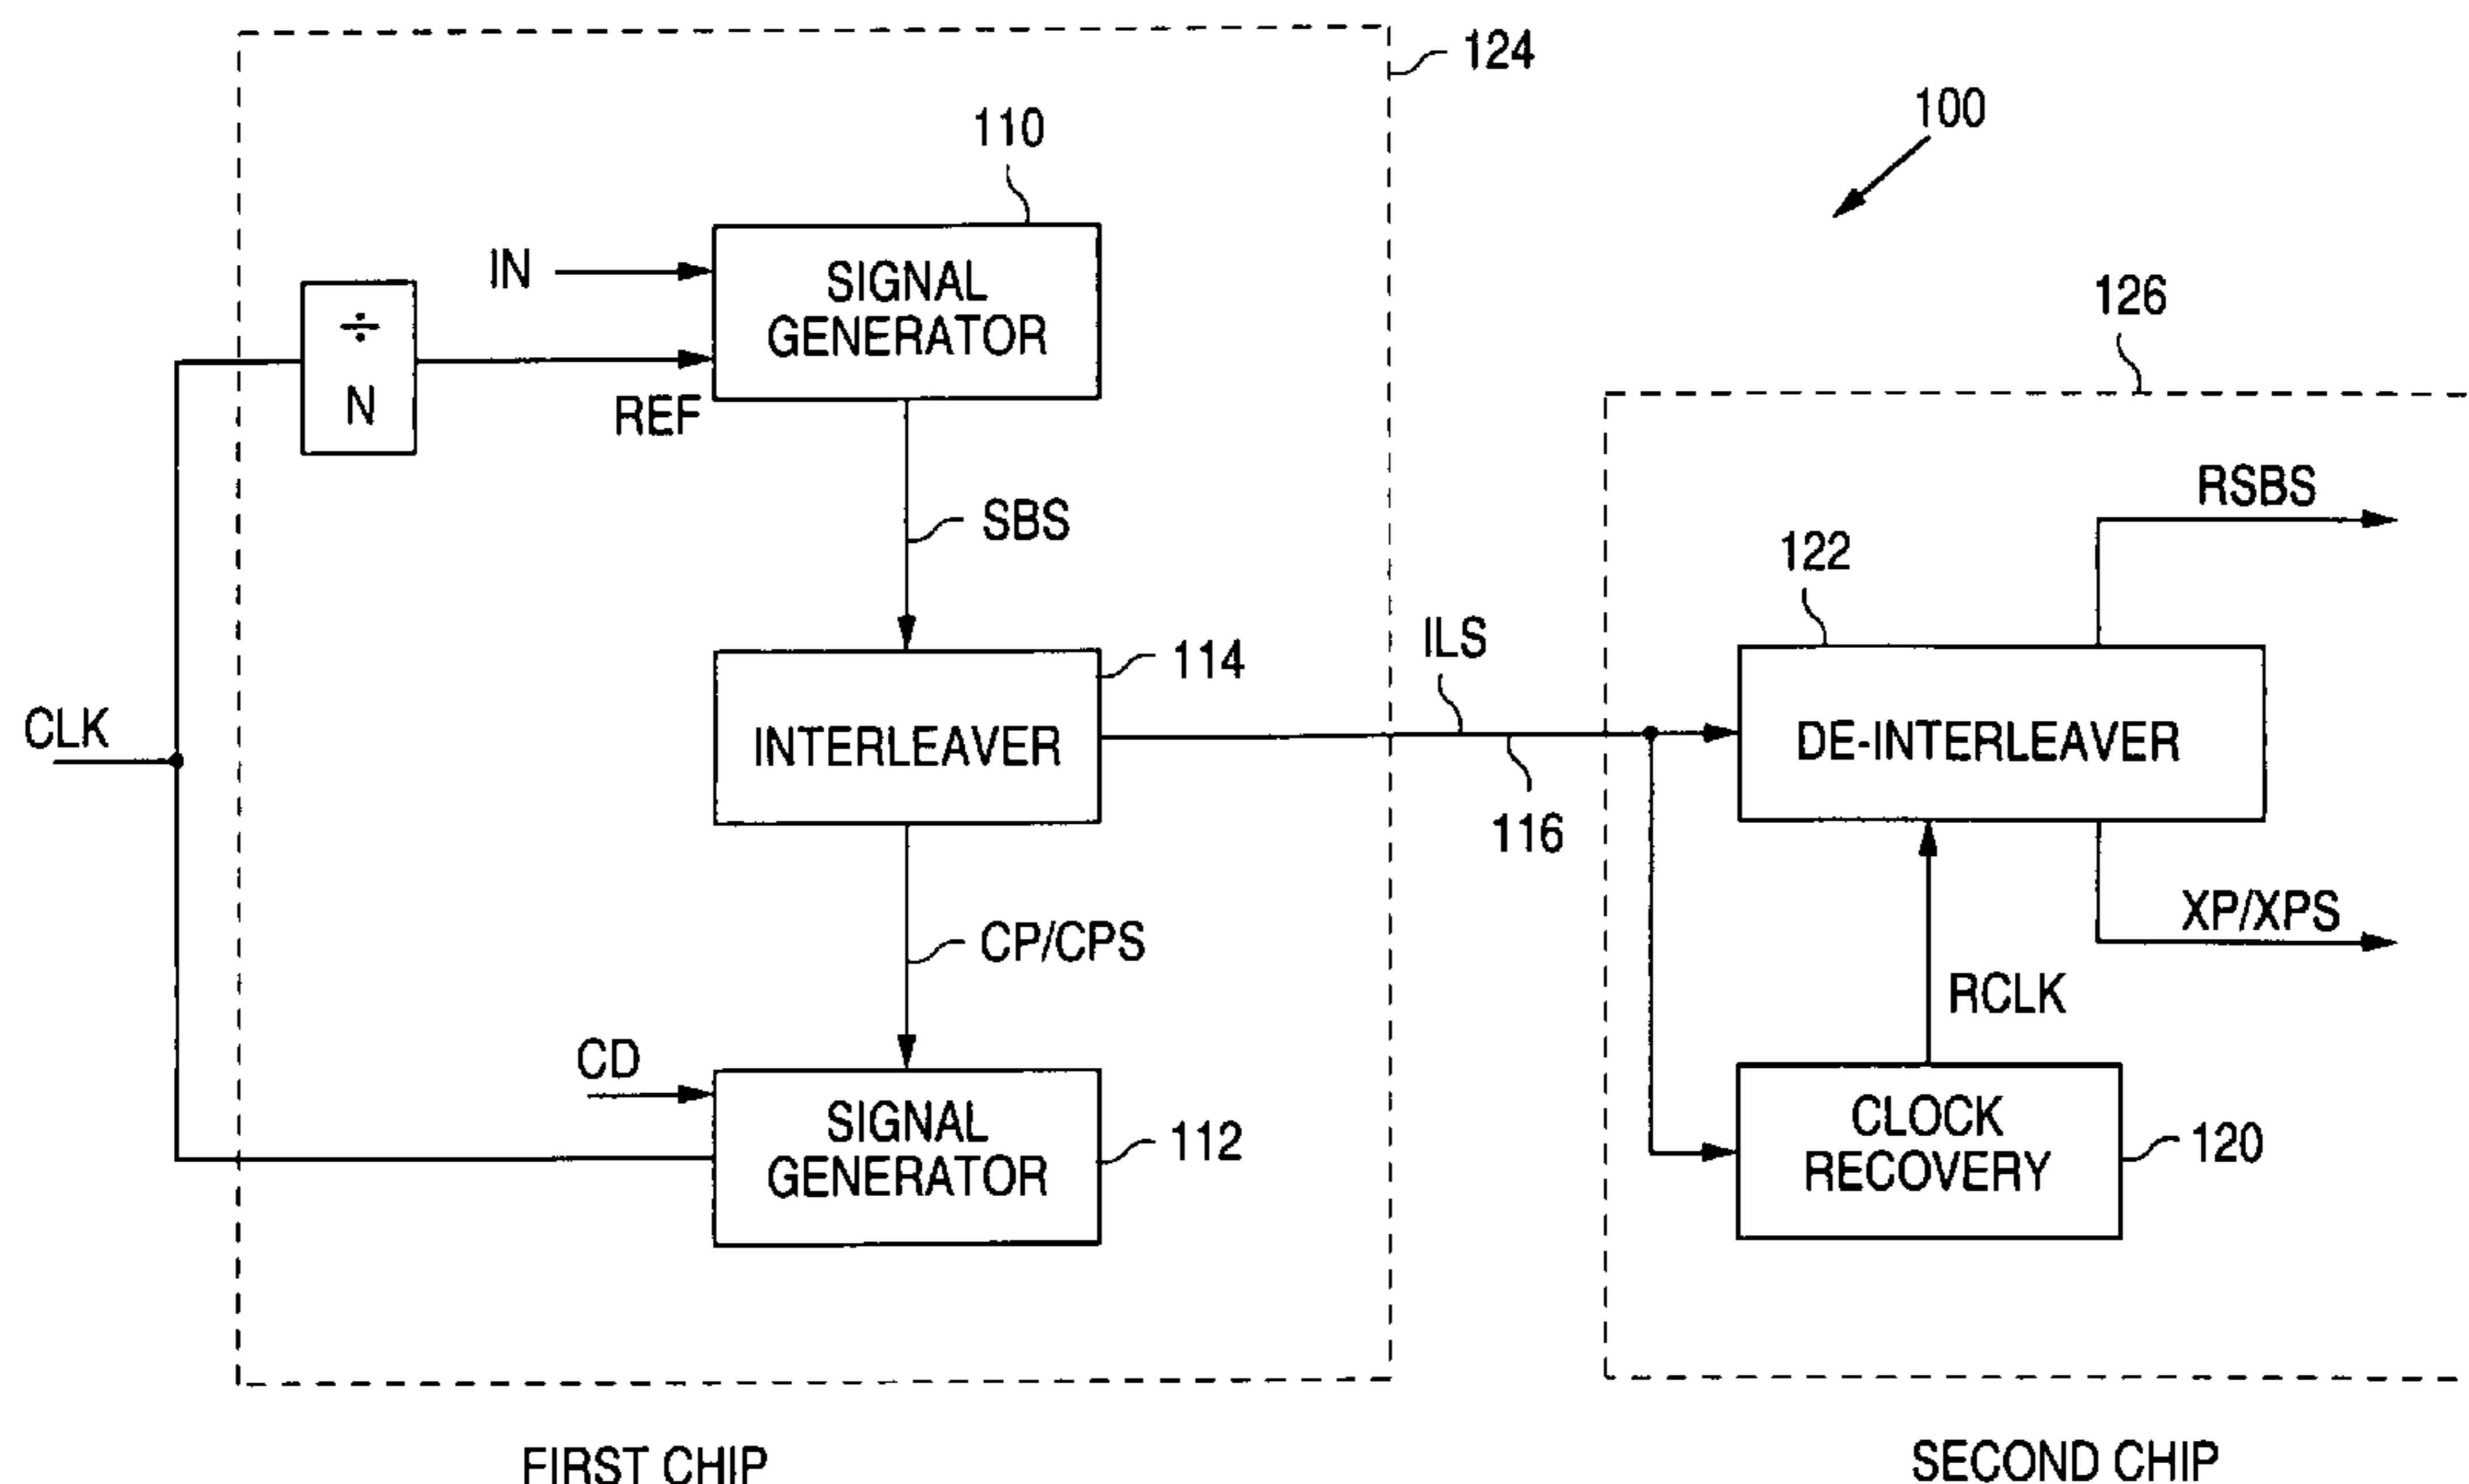 124
100
110
IN
SIGNAL
GENERATOR
÷
N
REF
126
SBS
RSBS
122
ILS
114
CLK
INTERLEAVER
DE-INTERLEAVER
116
CP/CPS
XP/XPS
RCLK
CD
SIGNAL
GENERATOR
112
CLOCK
RECOVERY
120
FIRST CHIP
SECOND CHIP